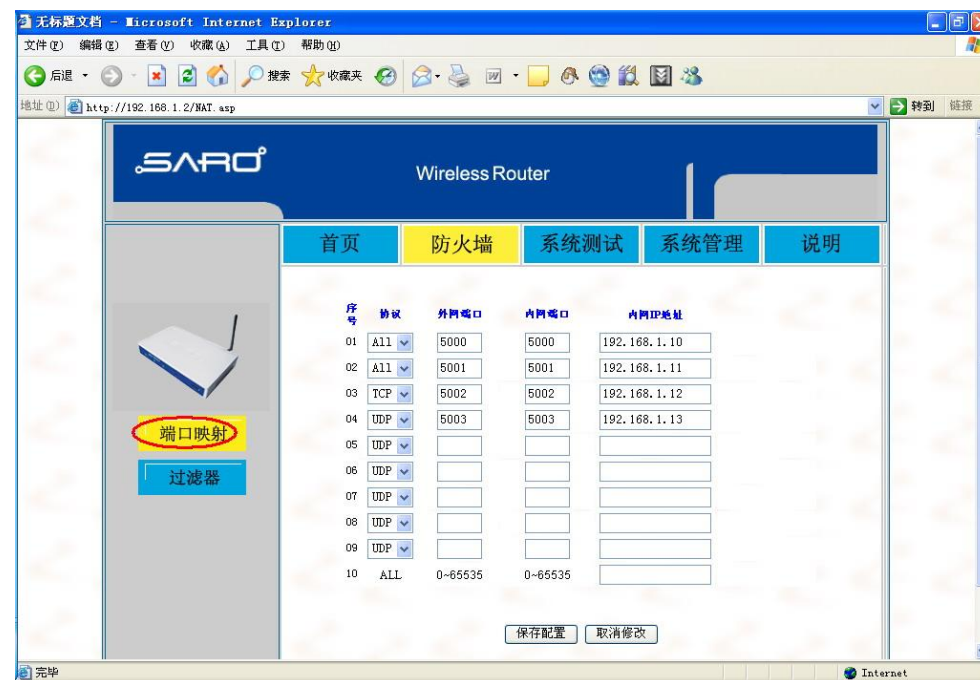 无标题文档 - Microsoft Internet Explorer
文件(F) 编辑(E) 查看(V) 收藏(A) 工具(T) 帮助(H)
后退 搜索 收藏夹
地址(D) http://192.168.1.2/NAT.asp 转到 链接
SARO Wireless Router
首页 防火墙 系统测试 系统管理 说明
序号 协议 外网端口 内网端口 内网IP地址
01 All 5000 5000 192.168.1.10
02 All 5001 5001 192.168.1.11
03 TCP 5002 5002 192.168.1.12
04 UDP 5003 5003 192.168.1.13
05 UDP
06 UDP
07 UDP
08 UDP
09 UDP
10 ALL 0~65535 0~65535
端口映射
过滤器
保存配置 取消修改
完毕 Internet